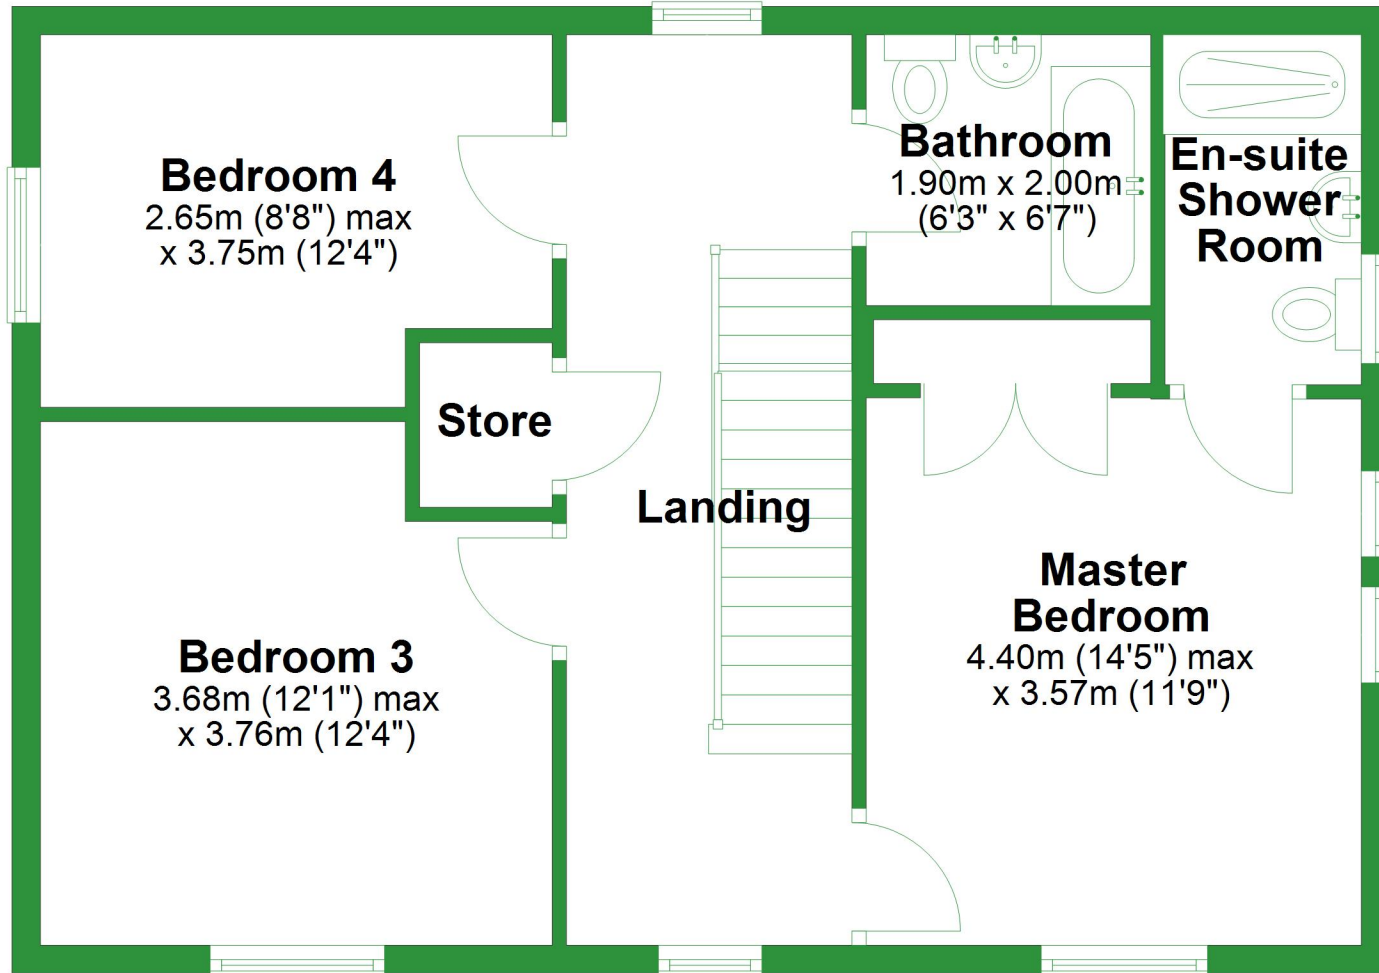 Bedroom 4
2.65m (8'8") max
x 3.75m (12'4")
Bathroom
1.90m x 2.00m
(6'3" x 6'7")
En-suite
Shower
Room
Store
Landing
Bedroom 3
3.68m (12'1") max
x 3.76m (12'4")
Master
Bedroom
4.40m (14'5") max
x 3.57m (11'9")